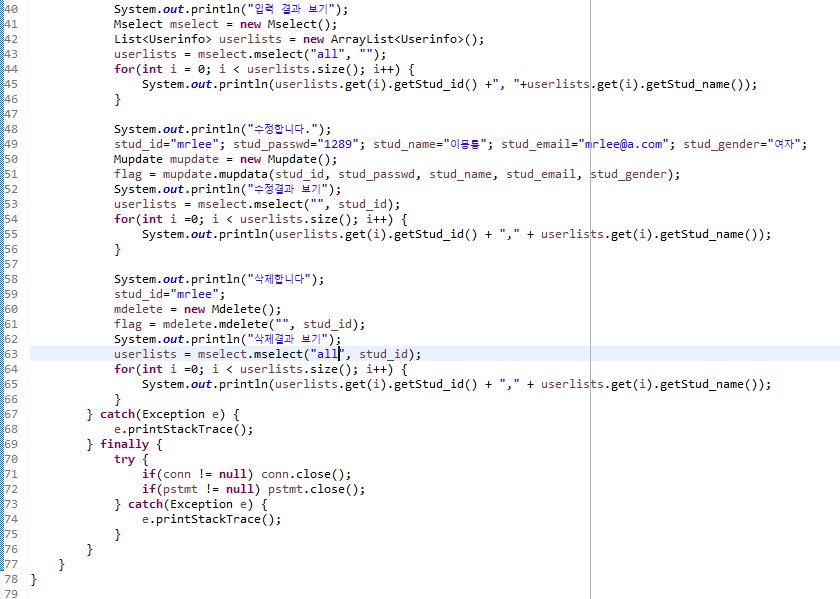 40 System.out.println("입력 결과 보기");
41 Mselect mselect = new Mselect();
42 List<Userinfo> userlists = new ArrayList<Userinfo>();
43 userlists = mselect.mselect("all", "");
44 for(int i = 0; i < userlists.size(); i++) {
45 System.out.println(userlists.get(i).getStud_id() +", "+userlists.get(i).getStud_name());
46 }
47
48 System.out.println("수정합니다.");
49 stud_id="mrlee"; stud_passwd="1289"; stud_name="이몽룡"; stud_email="mrlee@a.com"; stud_gender="여자";
50 Mupdate mupdate = new Mupdate();
51 flag = mupdate.mupdata(stud_id, stud_passwd, stud_name, stud_email, stud_gender);
52 System.out.println("수정결과 보기");
53 userlists = mselect.mselect("", stud_id);
54 for(int i =0; i < userlists.size(); i++) {
55 System.out.println(userlists.get(i).getStud_id() + "," + userlists.get(i).getStud_name());
56 }
57
58 System.out.println("삭제합니다");
59 stud_id="mrlee";
60 mdelete = new Mdelete();
61 flag = mdelete.mdelete("", stud_id);
62 System.out.println("삭제결과 보기");
63 userlists = mselect.mselect("all", stud_id);
64 for(int i =0; i < userlists.size(); i++) {
65 System.out.println(userlists.get(i).getStud_id() + "," + userlists.get(i).getStud_name());
66 }
67 } catch(Exception e) {
68 e.printStackTrace();
69 } finally {
70 try {
71 if(conn != null) conn.close();
72 if(pstmt != null) pstmt.close();
73 } catch(Exception e) {
74 e.printStackTrace();
75 }
76 }
77 }
78 }
79